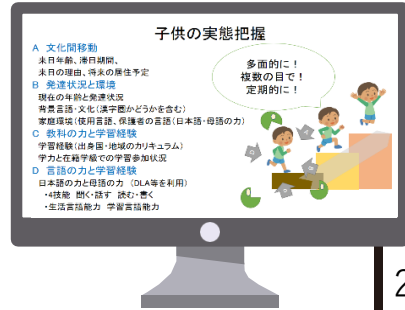 子供の実態把握
A 文化間移動
来日年齢、滞日期間、
来日の理由、将来の居住予定
B 発達状況と環境
現在の年齢と発達状況
背景言語・文化(漢字圏かどうかを含む)
家庭環境(使用言語、保護者の言語(日本語・母語の力)
C 教科の力と学習経験
学習経験(出身国・地域のカリキュラム)
学力と在籍学級での学習参加状況
D 言語の力と学習経験
日本語の力と母語の力 (DLA等を利用)
・4技能 聞く・話す 読む・書く
・生活言語能力 学習言語能力
多面的に!
複数の目で!
定期的に!
2